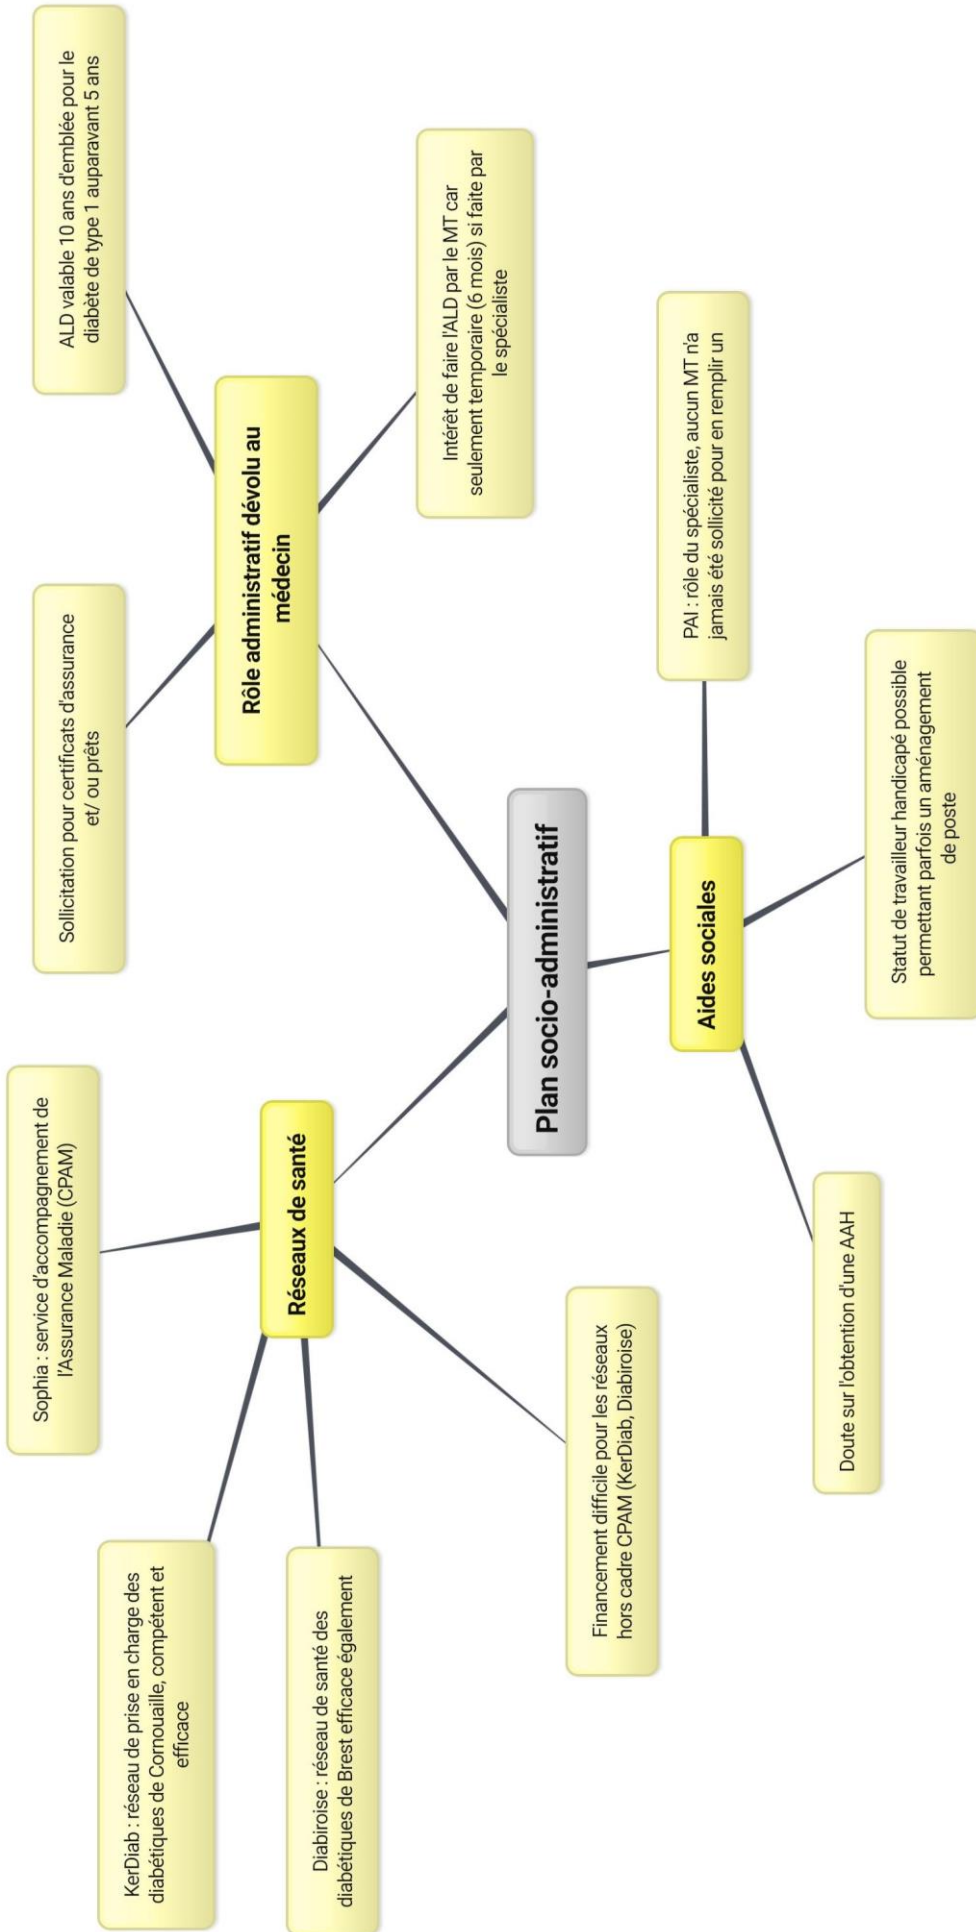 KerDiab : réseau de prise en charge des
diabétiques de Cornouaille, compétent et
efficace
Sophia : service d'accompagnement de
l'Assurance Maladie (CPAM)
Sollicitation pour certificats d'assurance
et/ ou prêts
ALD valable 10 ans d'emblée pour le
diabète de type 1 auparavant 5 ans
Diabiroise : réseau de santé des
diabétiques de Brest efficace également
Réseaux de santé
Rôle administratif dévolu au
médecin
Intérêt de faire l'ALD par le MT car
seulement temporaire (6 mois) si faite par
le spécialiste
Plan socio-administratif
Financement difficile pour les réseaux
hors cadre CPAM (KerDiab, Diabiroise)
Aides sociales
PAI : rôle du spécialiste, aucun MT n'a
jamais été sollicité pour en remplir un
Doute sur l'obtention d'une AAH
Statut de travailleur handicapé possible
permettant parfois un aménagement
de poste